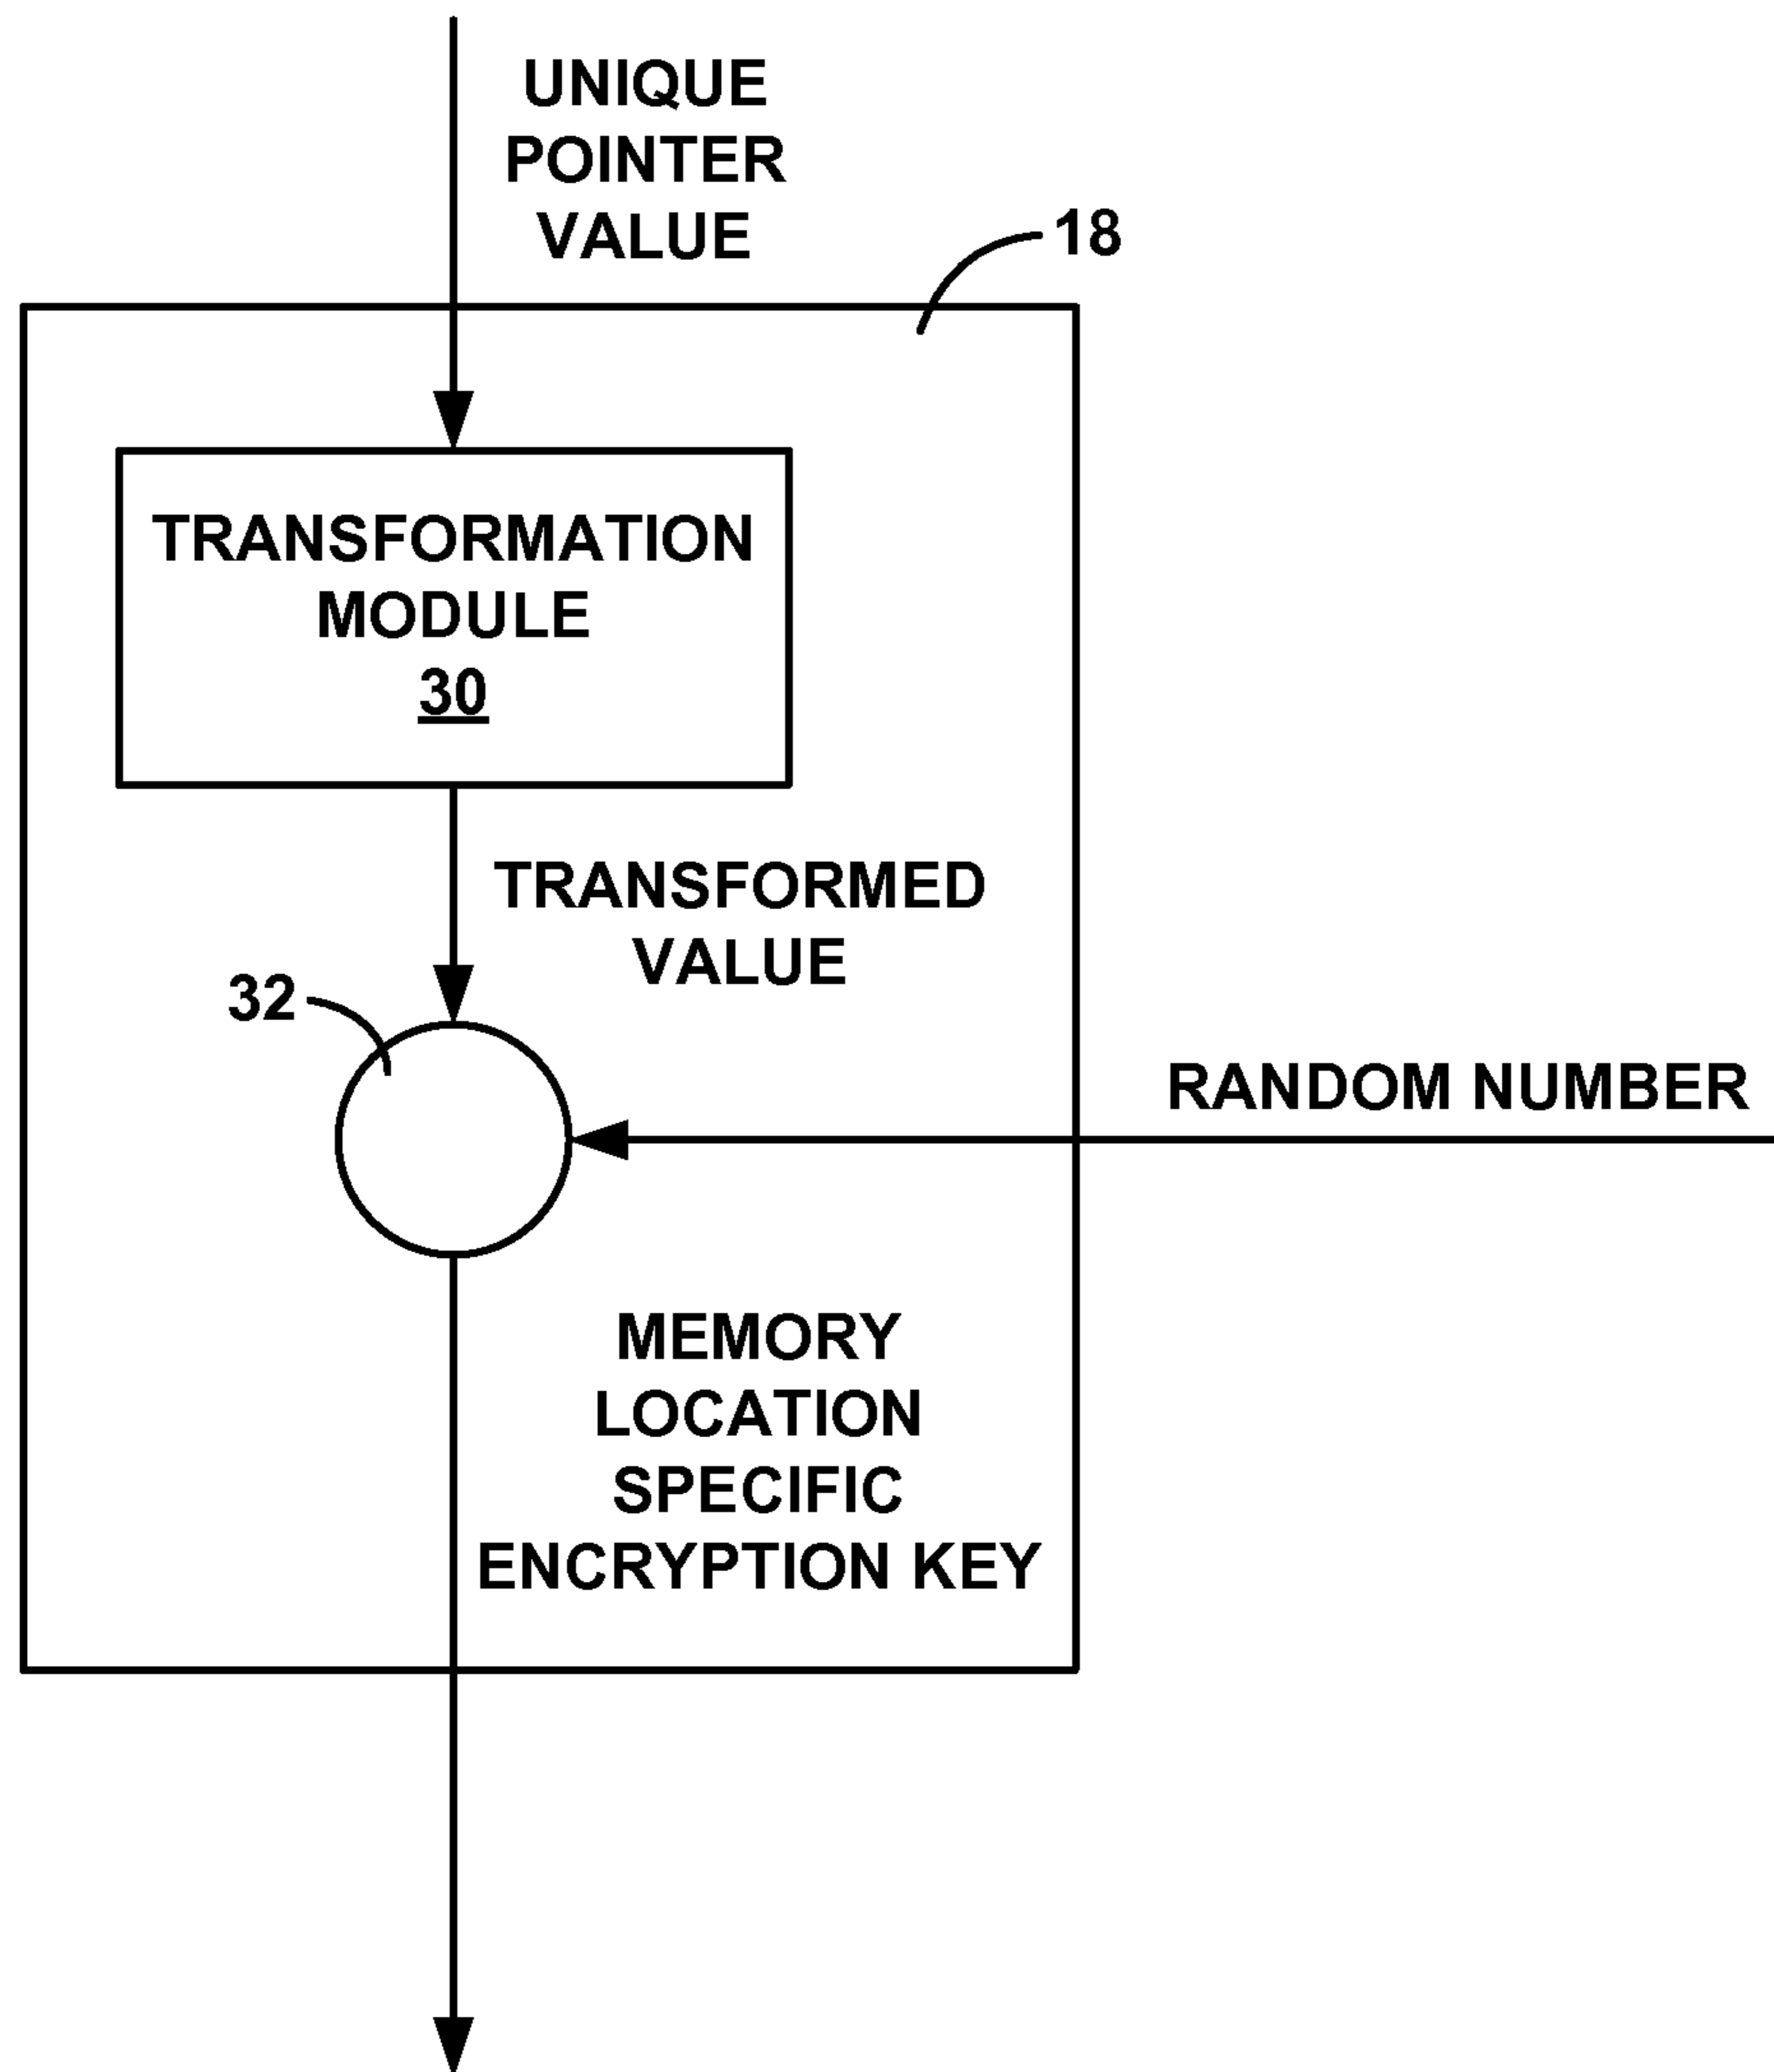 UNIQUE
POINTER
VALUE
18
TRANSFORMATION
MODULE
30
TRANSFORMED
VALUE
32
RANDOM NUMBER
MEMORY
LOCATION
SPECIFIC
ENCRYPTION KEY